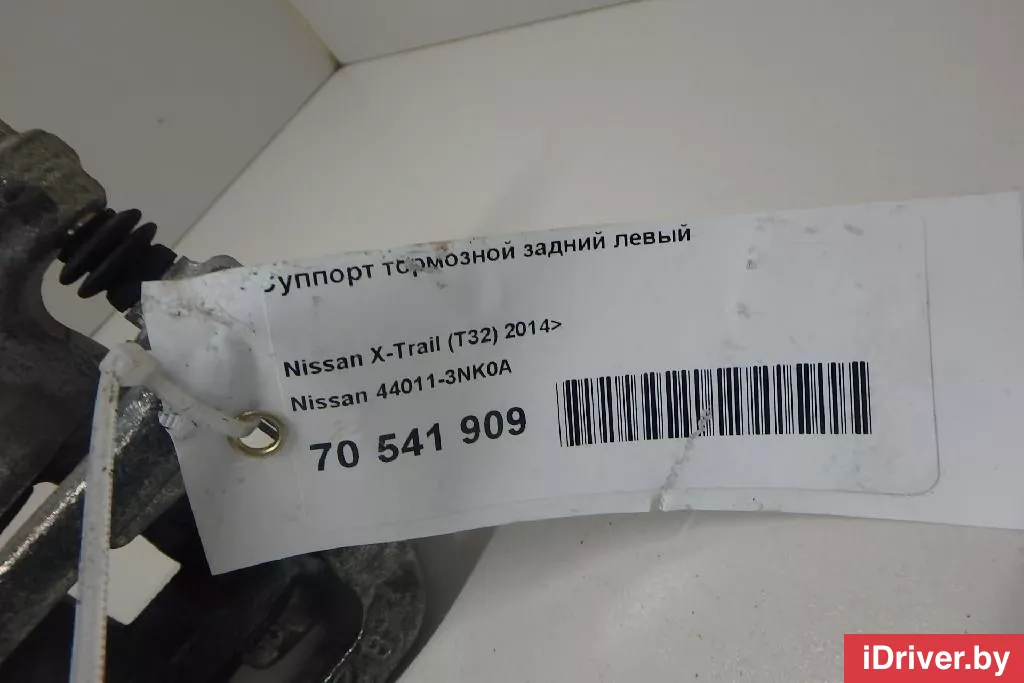 Суппорт тормозной задний левый
Nissan X-Trail (T32) 2014>
Nissan 44011-3NK0A
70 541 909
iDriver.by